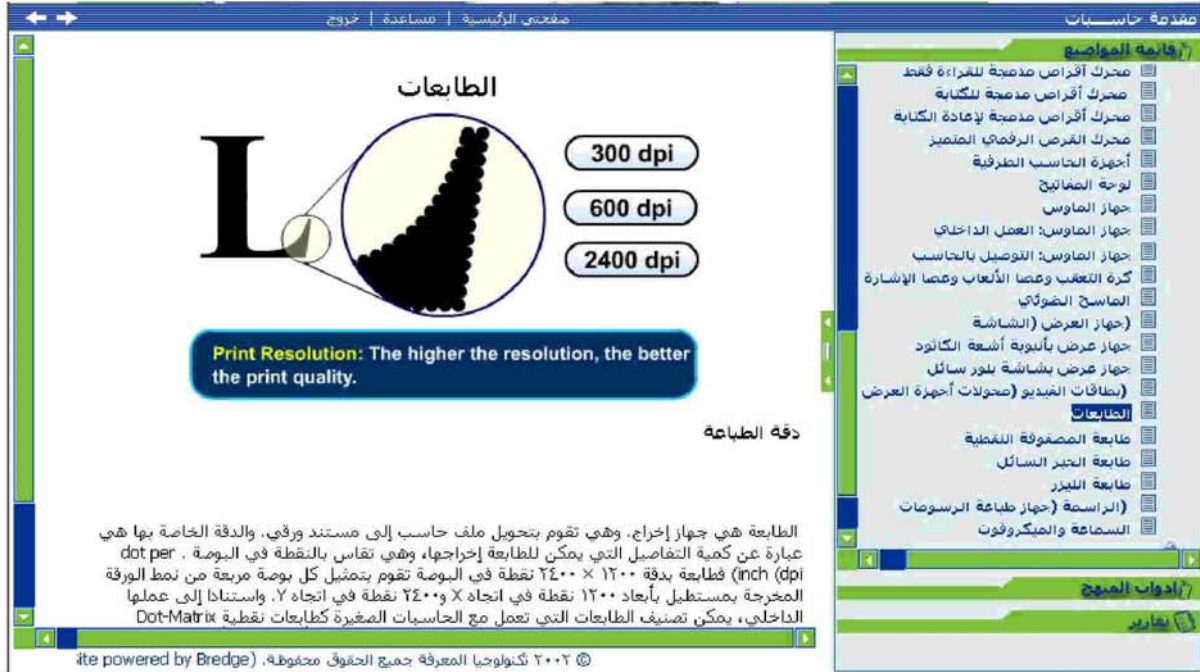 مقدمة حاســـبات
صفحتي الرئيسية | مساعدة | خروج
قائمة المواضيع
محرك أقراص مدمجة للقراءة فقط
محرك أقراص مدمجة للكتابة
محرك أقراص مدمجة لإعادة الكتابة
محرك القرص الرقمي المتميز
أجهزة الحاسب الطرفية
لوحة المفاتيح
جهاز الماوس
جهاز الماوس: العمل الداخلي
جهاز الماوس: التوصيل بالحاسب
كرة التعقب وعصا الألعاب وعصا الإشارة
الماسح الضوئي
(جهاز العرض (الشاشة
جهاز عرض بأنبوبة أشعة الكاثود
جهاز عرض بشاشة بلور سائل
(بطاقات الفيديو (محولات أجهزة العرض
الطابعات
طابعة المصفوفة النقطية
طابعة الحبر السائل
طابعة الليزر
(الراسمة (جهاز طباعة الرسومات
السماعة والميكروفون
أدوات المنهج
تقارير
الطابعات
L
300 dpi
600 dpi
2400 dpi
Print Resolution: The higher the resolution, the better
the print quality.
دقة الطباعة
الطابعة هي جهاز إخراج، وهي تقوم بتحويل ملف حاسب إلى مستند ورقي. والدقة الخاصة بها هي
عبارة عن كمية التفاصيل التي يمكن للطابعة إخراجها، وهي تقاس بالنقطة في البوصة . dot per
inch (dpi) فطابعة بدقة ١٢٠٠ × ٢٤٠٠ نقطة في البوصة تقوم بتمثيل كل بوصة مربعة من نمط الورقة
المخرجة بمستطيل بأبعاد ١٢٠٠ نقطة في اتجاه X و٢٤٠٠ نقطة في اتجاه Y. واستنادا إلى عملها
الداخلي، يمكن تصنيف الطابعات التي تعمل مع الحاسبات الصغيرة كطابعات نقطية Dot-Matrix
© ٢٠٠٢ تكنولوجيا المعرفة جميع الحقوق محفوظة. (ite powered by Bredge